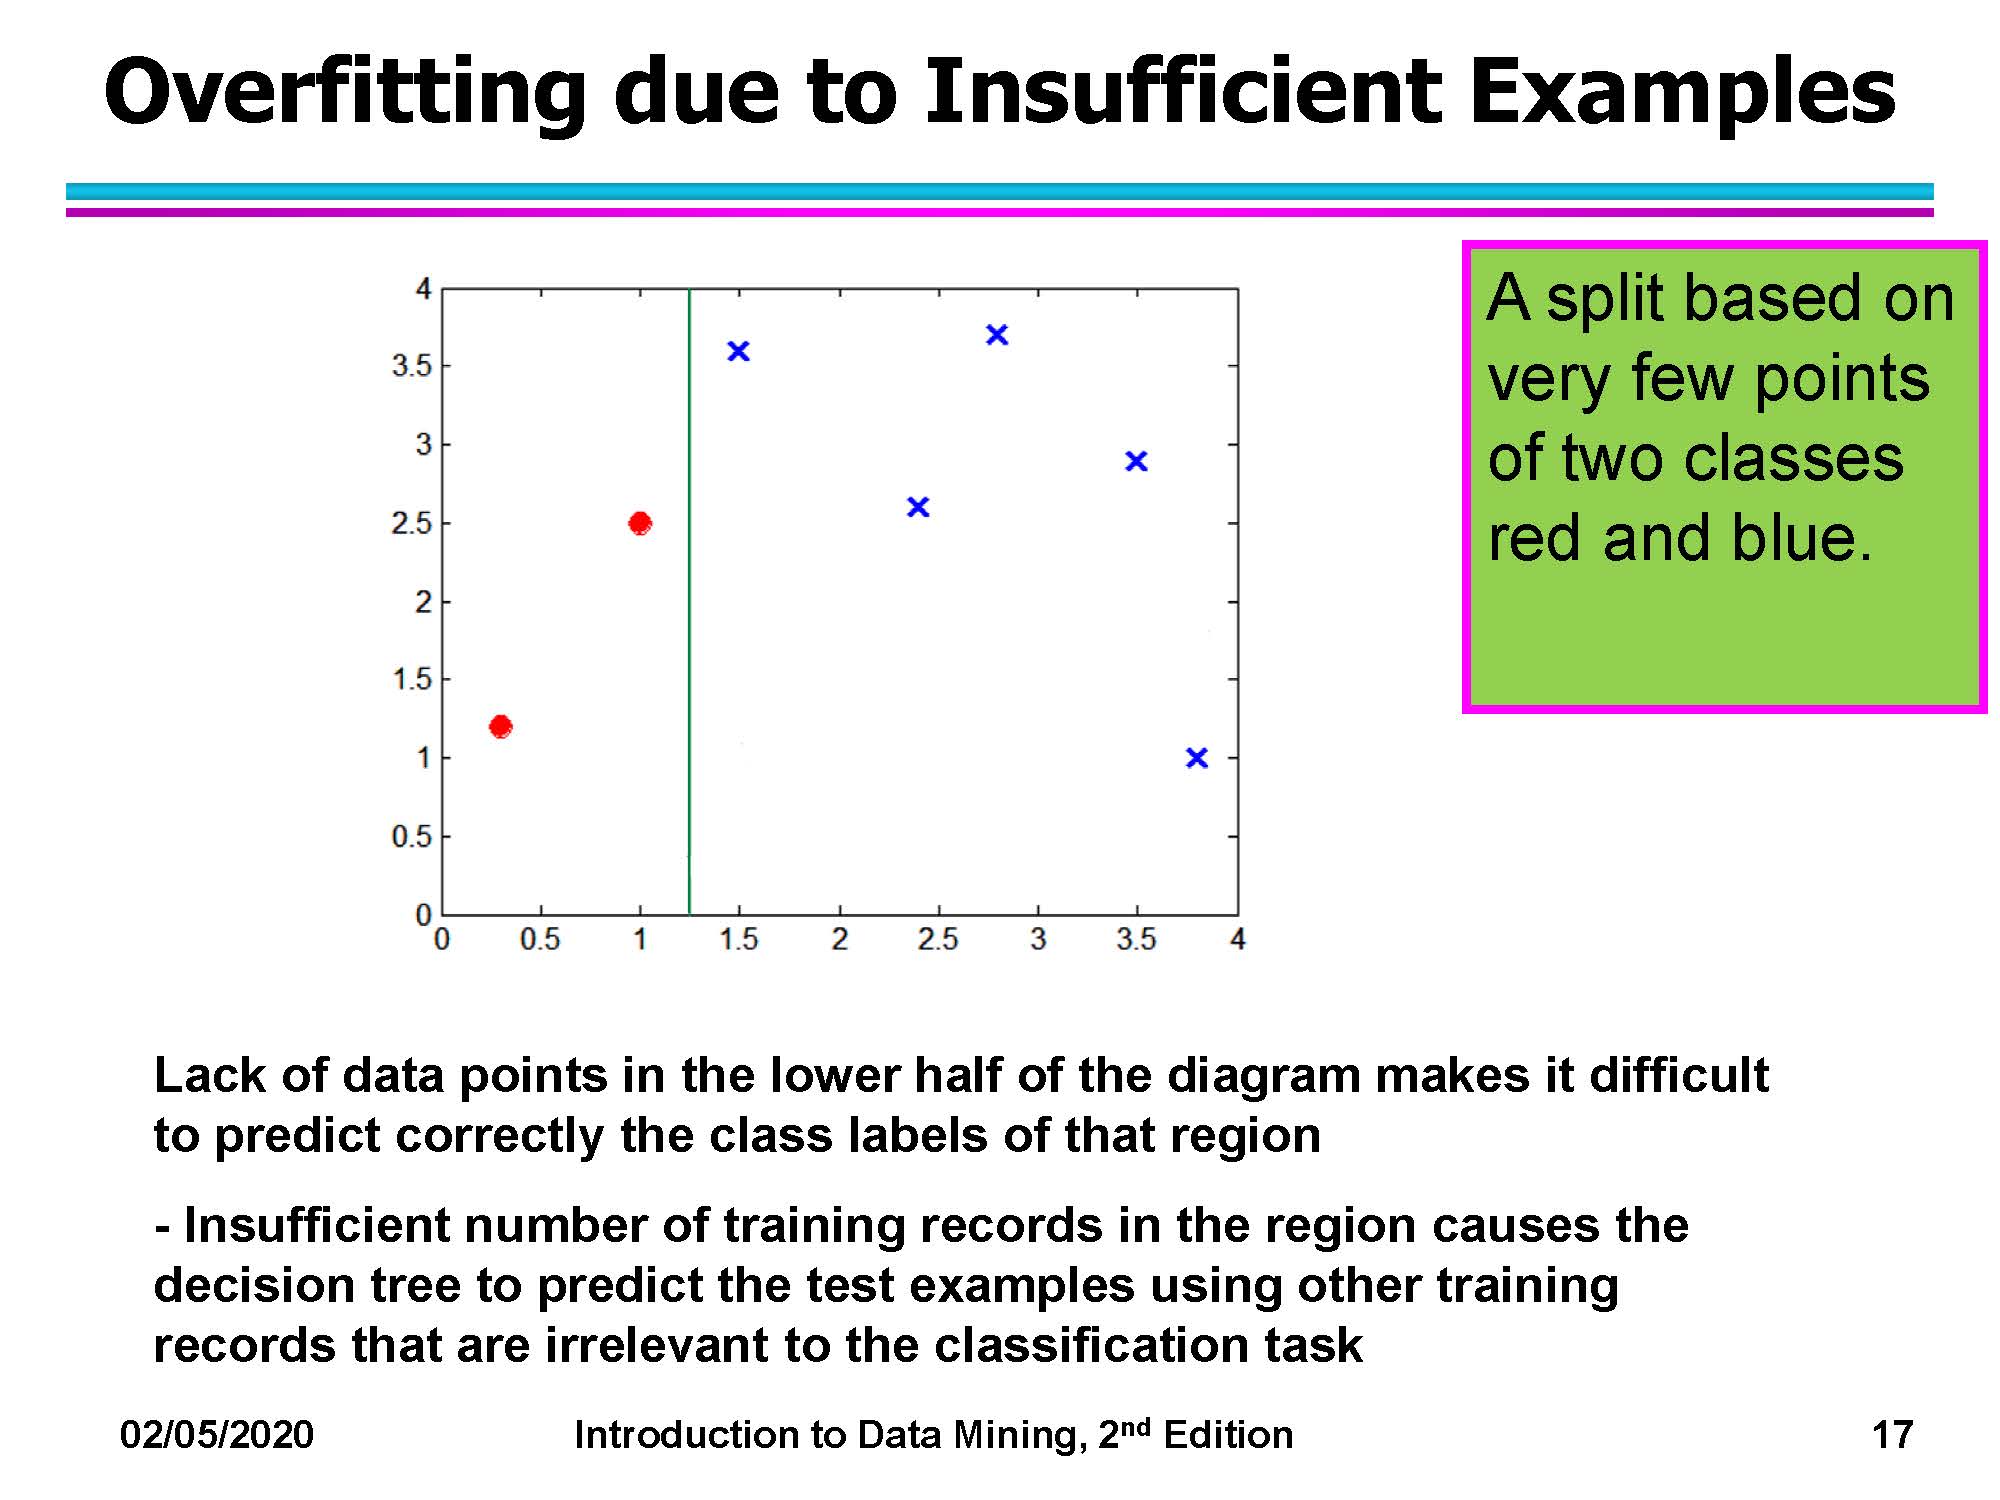 Overfitting due to Insufficient Examples
A split based on
very few points
of two classes
red and blue.
4
3.5
3
2.5
2
1.5
1
0.5
0
0 0.5 1 1.5 2 2.5 3 3.5 4
Lack of data points in the lower half of the diagram makes it difficult
to predict correctly the class labels of that region
- Insufficient number of training records in the region causes the
decision tree to predict the test examples using other training
records that are irrelevant to the classification task
02/05/2020 Introduction to Data Mining, 2nd Edition 17